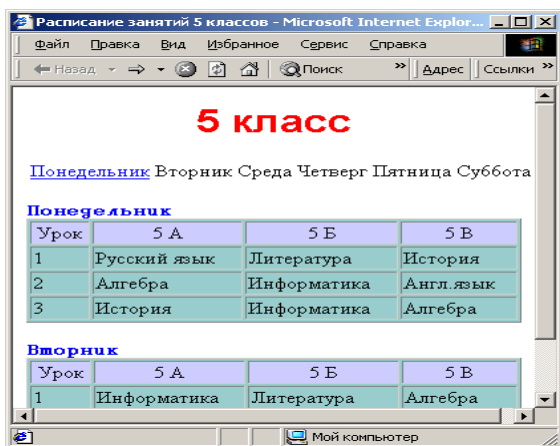 Расписание занятий 5 классов - Microsoft Internet Explor...
Файл Правка Вид Избранное Сервис Справка
Назад Поиск » Адрес Ссылки »
5 класс
Понедельник Вторник Среда Четверг Пятница Суббота
Понедельник
Урок 5 А 5 Б 5 В
1 Русский язык Литература История
2 Алгебра Информатика Англ.язык
3 История Информатика Алгебра
Вторник
Урок 5 А 5 Б 5 В
1 Информатика Литература Алгебра
Мой компьютер